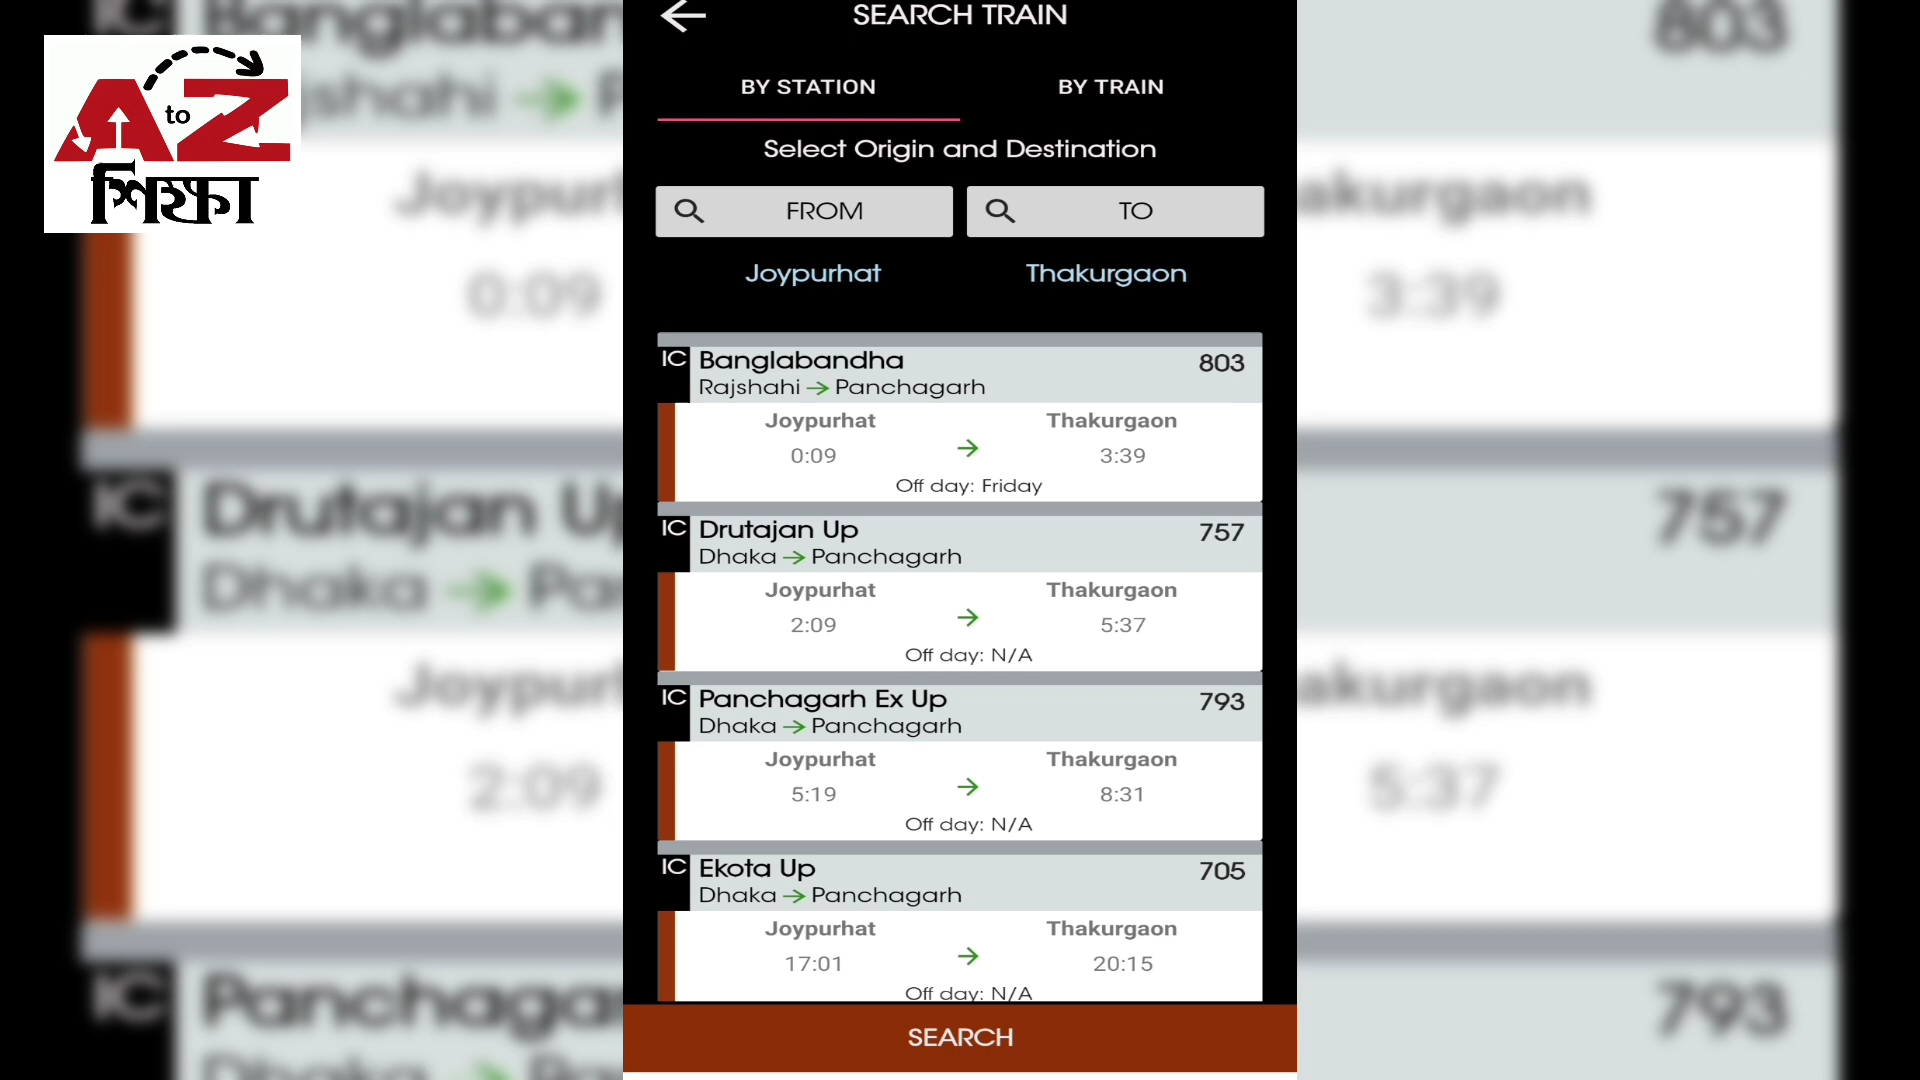 A to Z
শিক্ষা
SEARCH TRAIN
BY STATION
BY TRAIN
Select Origin and Destination
FROM
TO
Joypurhat
Thakurgaon
IC
Banglabandha
803
Rajshahi → Panchagarh
Joypurhat
Thakurgaon
0:09
→
3:39
Off day: Friday
IC
Drutajan Up
757
Dhaka → Panchagarh
Joypurhat
Thakurgaon
2:09
→
5:37
Off day: N/A
IC
Panchagarh Ex Up
793
Dhaka → Panchagarh
Joypurhat
Thakurgaon
5:19
→
8:31
Off day: N/A
IC
Ekota Up
705
Dhaka → Panchagarh
Joypurhat
Thakurgaon
17:01
→
20:15
Off day: N/A
SEARCH